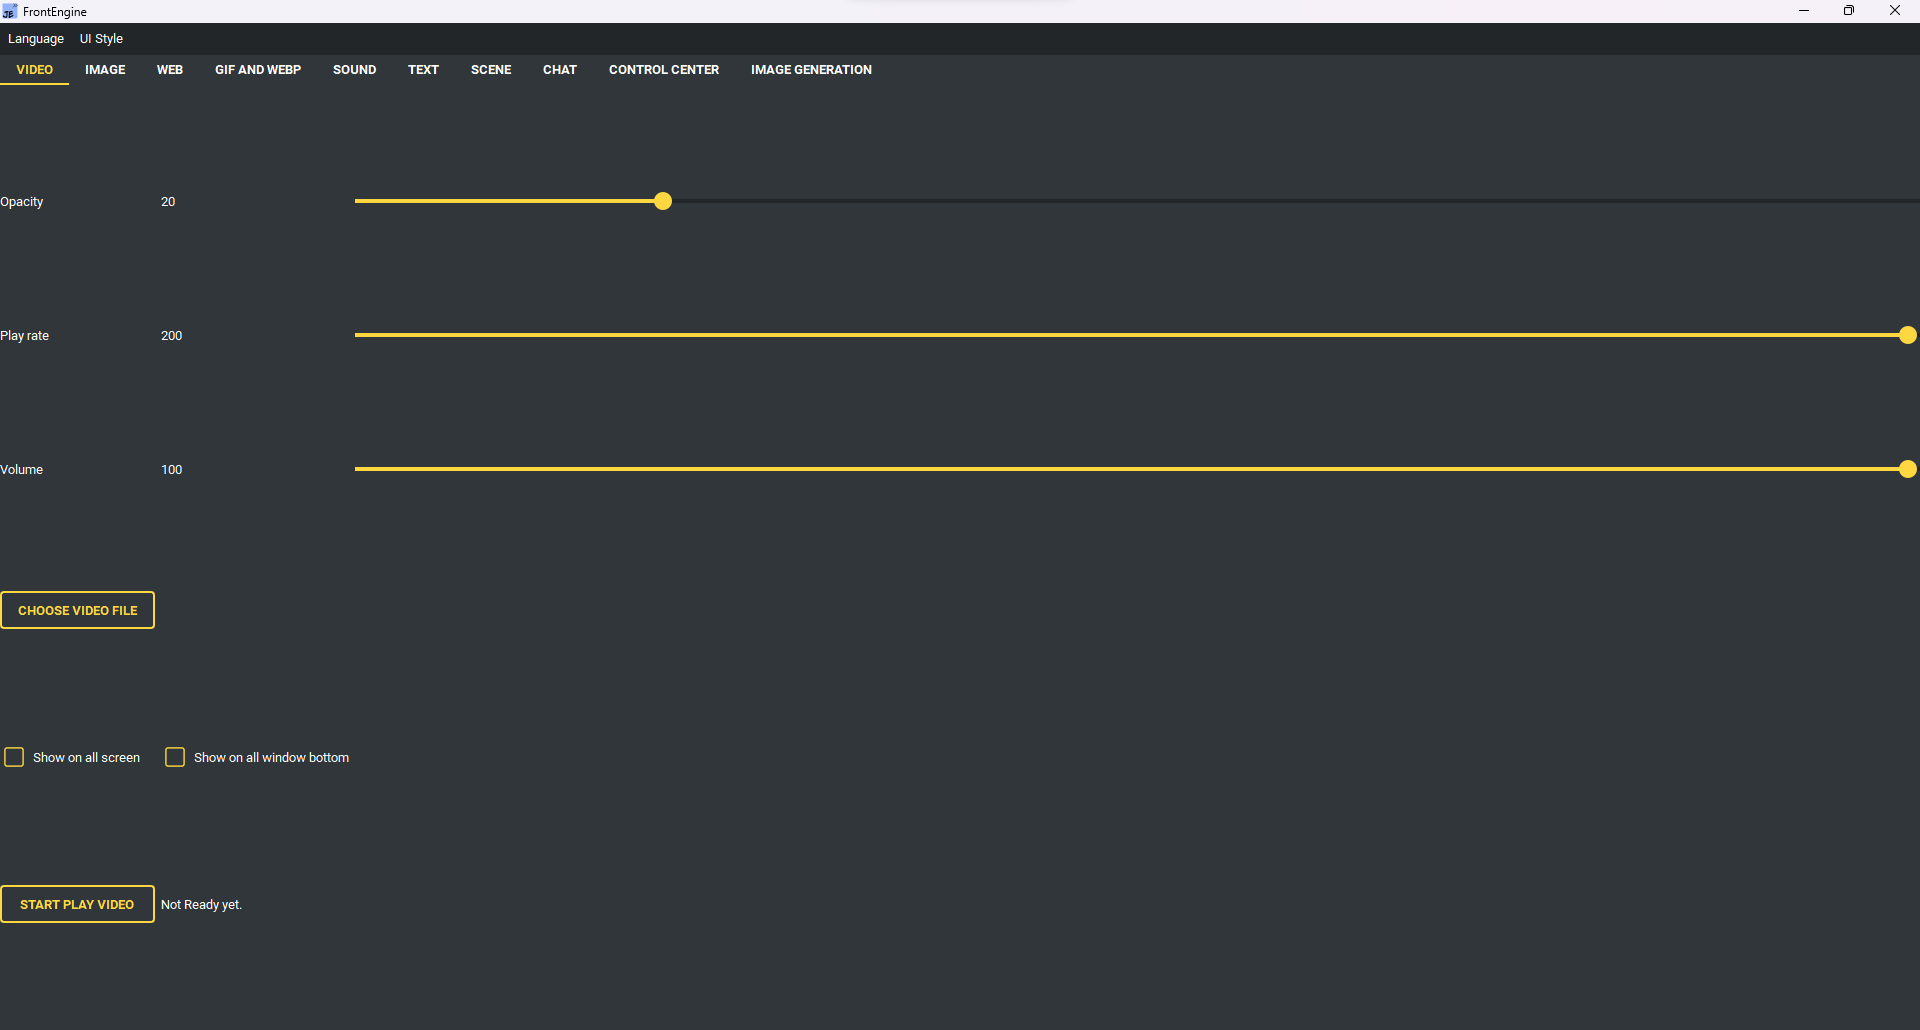 FrontEngine
Language UI Style
VIDEO IMAGE WEB GIF AND WEBP SOUND TEXT SCENE CHAT CONTROL CENTER IMAGE GENERATION
Opacity 20
Play rate 200
Volume 100
CHOOSE VIDEO FILE
Show on all screen Show on all window bottom
START PLAY VIDEO Not Ready yet.